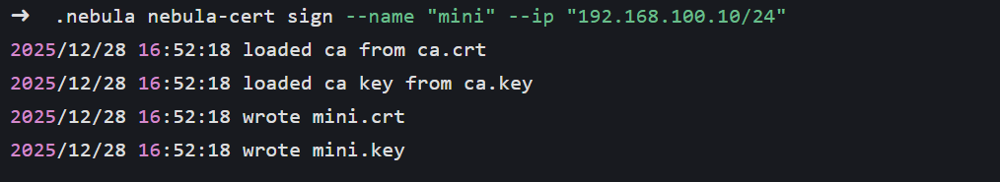 ➜ .nebula nebula-cert sign --name "mini" --ip "192.168.100.10/24"
2025/12/28 16:52:18 loaded ca from ca.crt
2025/12/28 16:52:18 loaded ca key from ca.key
2025/12/28 16:52:18 wrote mini.crt
2025/12/28 16:52:18 wrote mini.key